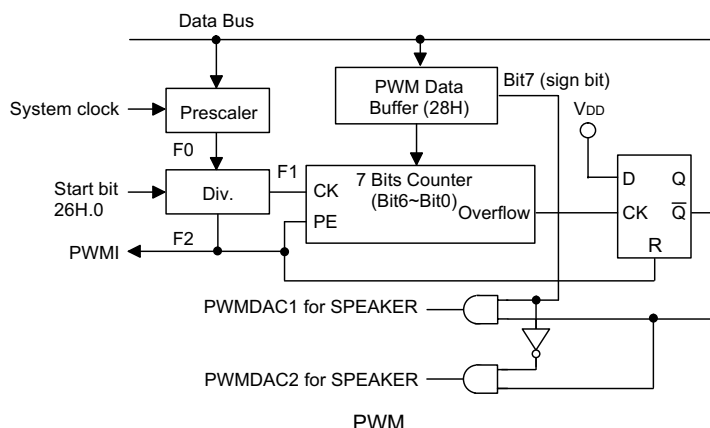 Data Bus
System clock
Prescaler
PWM Data
Buffer (28H)
Bit7 (sign bit)
VDD
F0
Start bit
26H.0
Div.
F1
CK
PE
7 Bits Counter
(Bit6~Bit0)
Overflow
D
Q
CK
Q
R
PWMI
F2
PWMDAC1 for SPEAKER
PWMDAC2 for SPEAKER
PWM